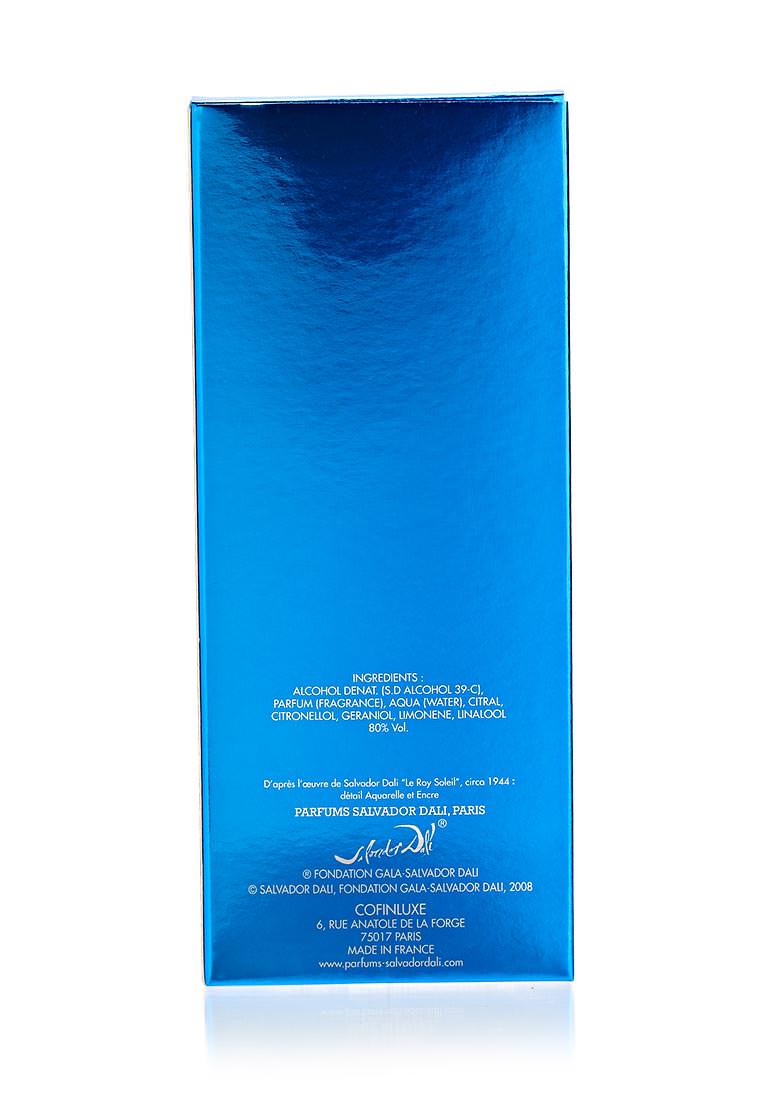 INGREDIENTS :
ALCOHOL DENAT. (S.D ALCOHOL 39-C),
PARFUM (FRAGRANCE), AQUA (WATER), CITRAL,
CITRONELLOL, GERANIOL, LIMONENE, LINALOOL
80% Vol.
D'après l'œuvre de Salvador Dali "Le Roy Soleil", circa 1944 :
détail Aquarelle et Encre
PARFUMS SALVADOR DALI, PARIS
Salvador Dali ®
® FONDATION GALA-SALVADOR DALI
© SALVADOR DALI, FONDATION GALA-SALVADOR DALI, 2008
COFINLUXE
6, RUE ANATOLE DE LA FORGE
75017 PARIS
MADE IN FRANCE
www.parfums-salvadordali.com